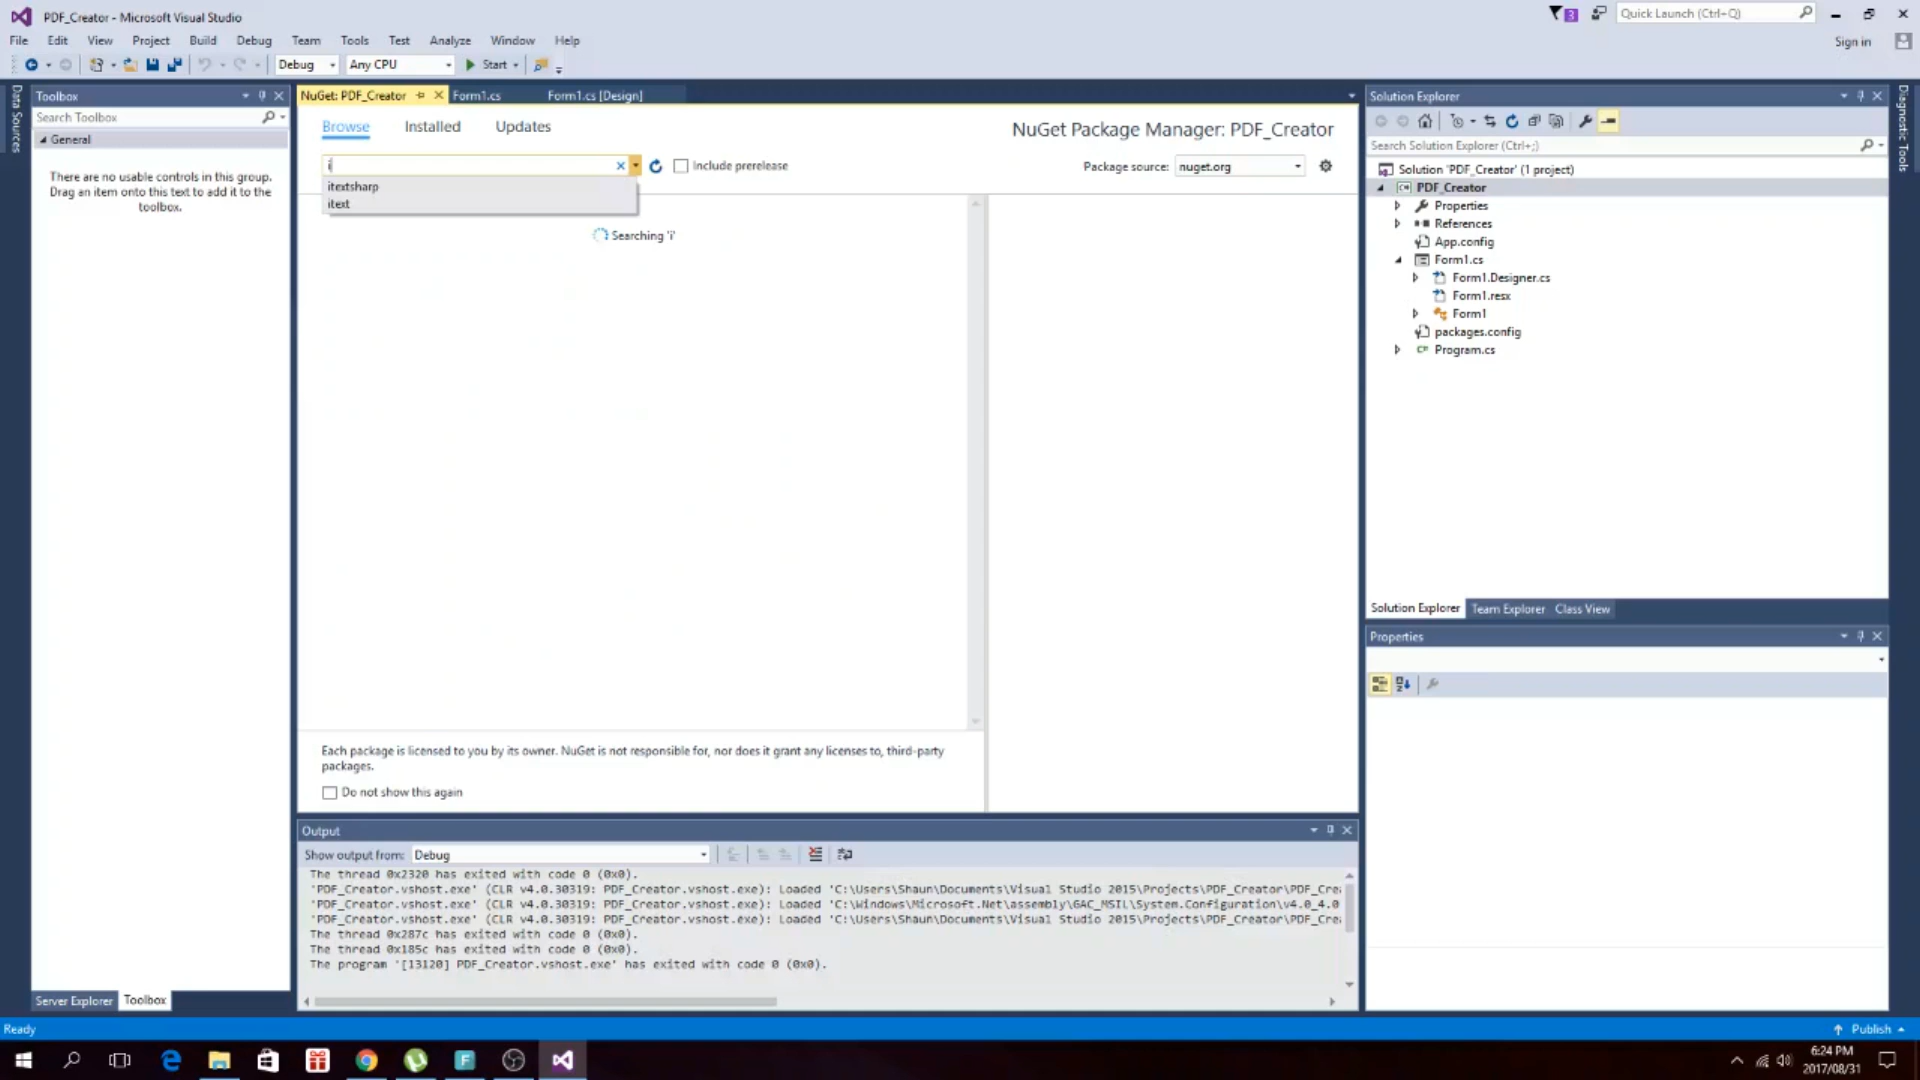 PDF_Creator - Microsoft Visual Studio
3
Quick Launch (Ctrl+Q)
File Edit View Project Build Debug Team Tools Test Analyze Window Help
Sign in
Debug Any CPU Start
Data Sources
Toolbox
Search Toolbox
General
There are no usable controls in this group.
Drag an item onto this text to add it to the
toolbox.
Server Explorer Toolbox
NuGet: PDF_Creator Form1.cs Form1.cs [Design]
Browse Installed Updates
NuGet Package Manager: PDF_Creator
i
Include prerelease
Package source: nuget.org
itextsharp
itext
Searching 'i'
Each package is licensed to you by its owner. NuGet is not responsible for, nor does it grant any licenses to, third-party
packages.
Do not show this again
Output
Show output from: Debug
The thread 0x2320 has exited with code 0 (0x0).
'PDF_Creator.vshost.exe' (CLR v4.0.30319: PDF_Creator.vshost.exe): Loaded 'C:\Users\Shaun\Documents\Visual Studio 2015\Projects\PDF_Creator\PDF_Cre
'PDF_Creator.vshost.exe' (CLR v4.0.30319: PDF_Creator.vshost.exe): Loaded 'C:\Windows\Microsoft.Net\assembly\GAC_MSIL\System.Configuration\v4.0_4.0
'PDF_Creator.vshost.exe' (CLR v4.0.30319: PDF_Creator.vshost.exe): Loaded 'C:\Users\Shaun\Documents\Visual Studio 2015\Projects\PDF_Creator\PDF_Cre
The thread 0x287c has exited with code 0 (0x0).
The thread 0x185c has exited with code 0 (0x0).
The program '[13120] PDF_Creator.vshost.exe' has exited with code 0 (0x0).
Solution Explorer
Search Solution Explorer (Ctrl+;)
Solution 'PDF_Creator' (1 project)
PDF_Creator
Properties
References
App.config
Form1.cs
Form1.Designer.cs
Form1.resx
Form1
packages.config
Program.cs
Solution Explorer Team Explorer Class View
Properties
Diagnostic Tools
Ready
Publish
6:24 PM
2017/08/31